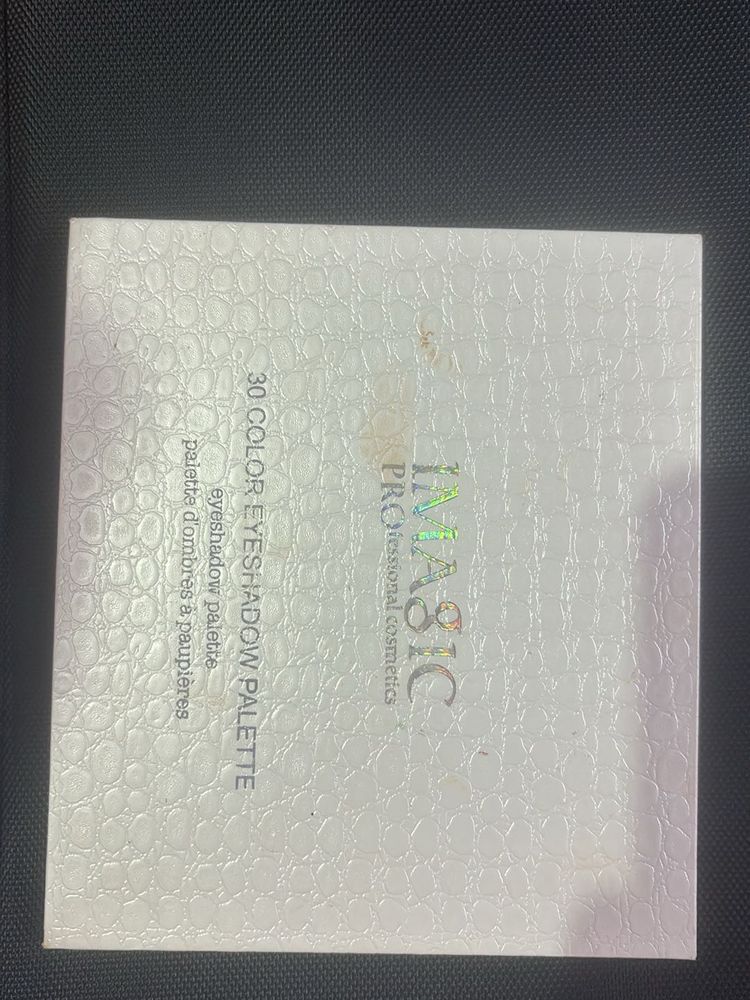 IMAgIC
PROfessional cosmetics
30 COLOR EYESHADOW PALETTE
eyeshadow palette
palette d'ombres a paupières